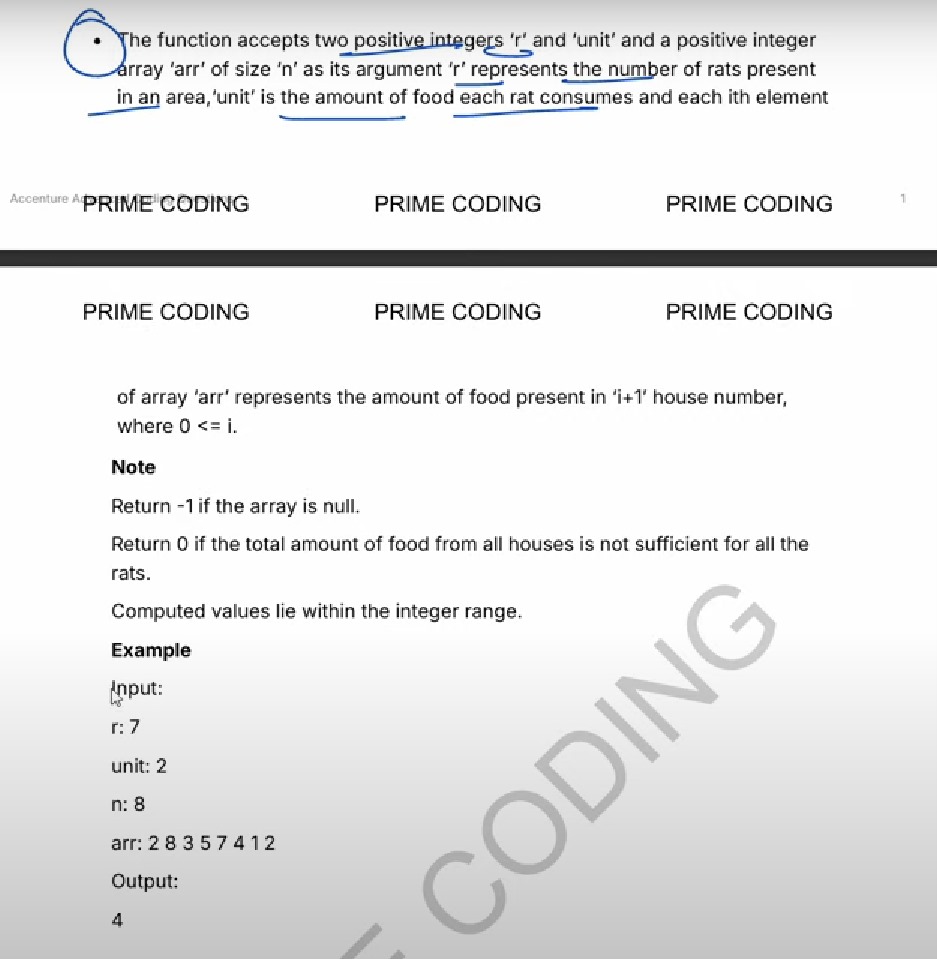 • The function accepts two positive integers ‘r’ and ‘unit’ and a positive integer
array ‘arr’ of size ‘n’ as its argument ‘r’ represents the number of rats present
in an area,‘unit’ is the amount of food each rat consumes and each ith element
Accenture
PRIME CODING PRIME CODING PRIME CODING 1
PRIME CODING PRIME CODING PRIME CODING
of array ‘arr’ represents the amount of food present in ‘i+1’ house number,
where 0 <= i.
Note
Return -1 if the array is null.
Return 0 if the total amount of food from all houses is not sufficient for all the
rats.
Computed values lie within the integer range.
Example
Input:
r: 7
unit: 2
n: 8
arr: 2 8 3 5 7 4 1 2
Output:
4
CODING